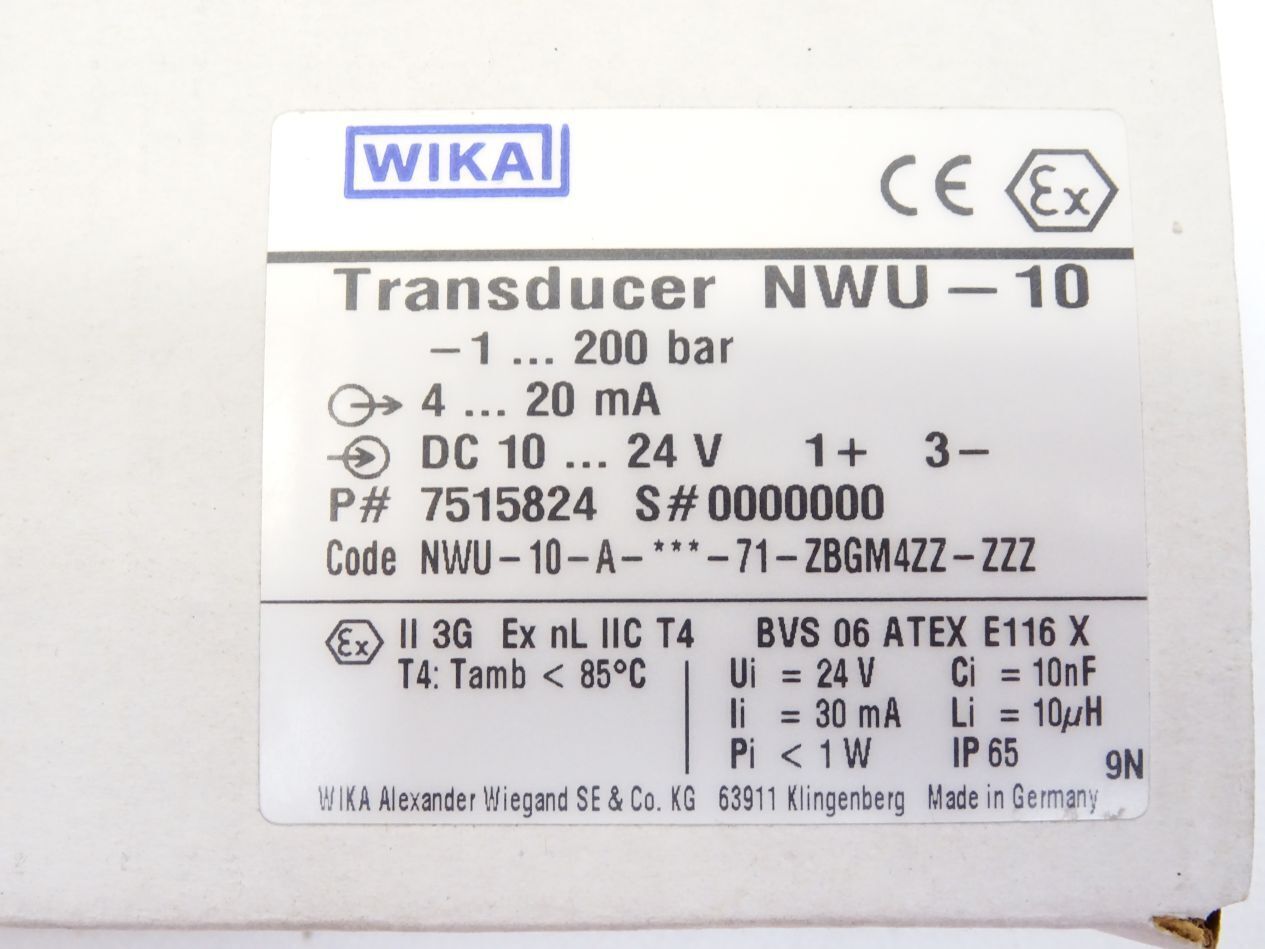 WIKA
CE Ex
Transducer NWU-10
-1 ... 200 bar
4 ... 20 mA
DC 10 ... 24 V 1+ 3-
P# 7515824 S# 0000000
Code NWU-10-A-***-71-ZBGM4ZZ-ZZZ
Ex II 3G Ex nL IIC T4 BVS 06 ATEX E116 X
T4: Tamb < 85°C Ui = 24 V Ci = 10nF
Ii = 30 mA Li = 10µH
Pi < 1 W IP 65
9N
WIKA Alexander Wiegand SE & Co. KG 63911 Klingenberg Made in Germany